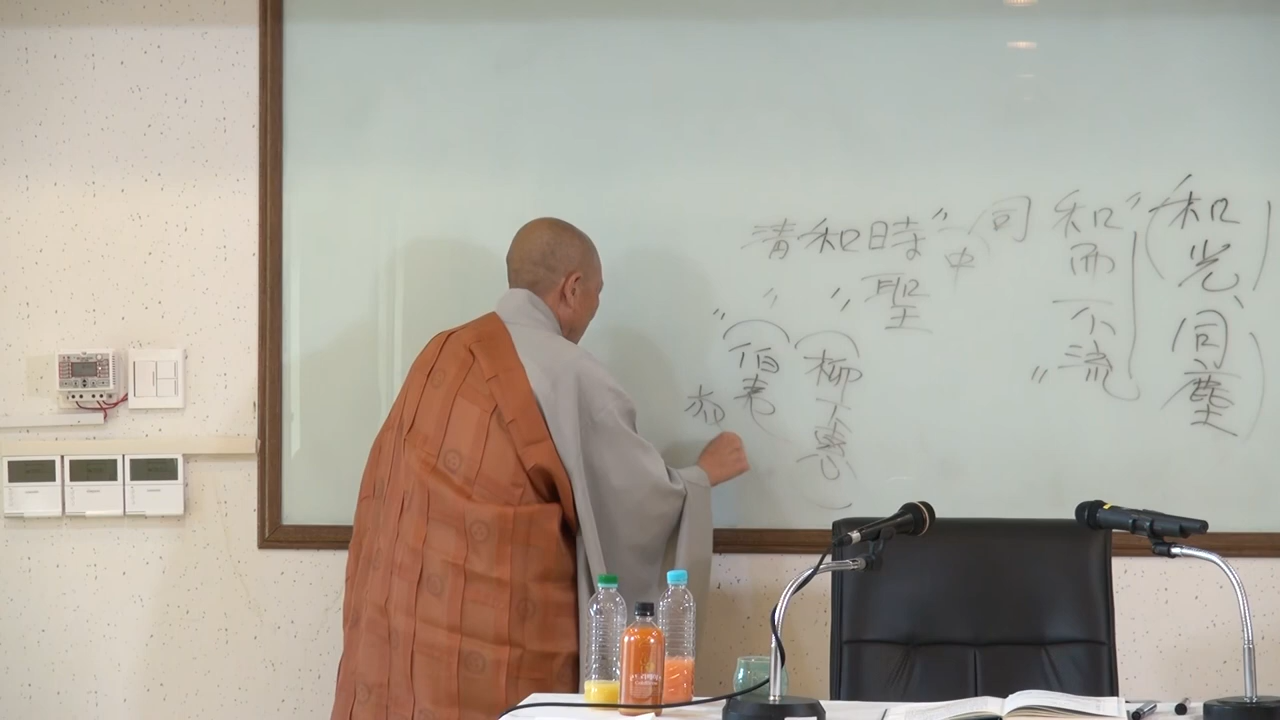 和光、同塵
和而不流
同
中
時
和
清
聖
柳下惠
伯夷